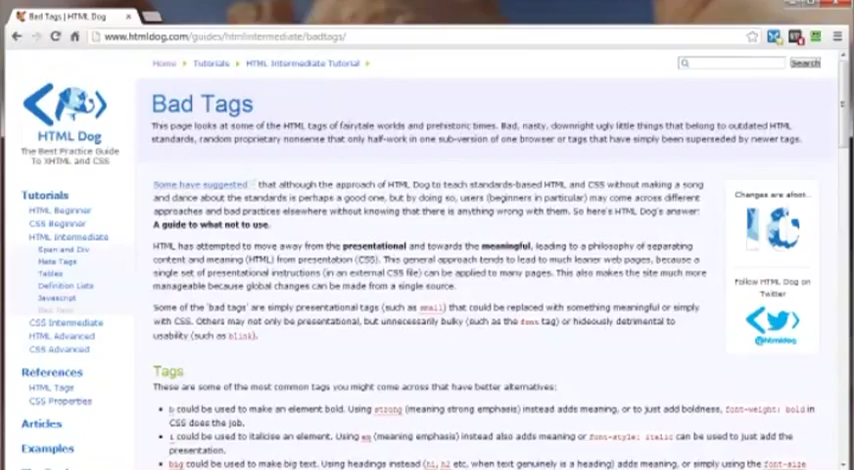 Bad Tags | HTML Dog
www.htmldog.com/guides/htmlintermediate/badtags/
Home Tutorials HTML Intermediate Tutorial Search
HTML Dog
The Best Practice Guide
To XHTML and CSS
Tutorials
HTML Beginner
CSS Beginner
HTML Intermediate
Span and Div
Meta Tags
Tables
Definition Lists
Javascript
Bad Tags
CSS Intermediate
HTML Advanced
CSS Advanced
References
HTML Tags
CSS Properties
Articles
Examples
Bad Tags
This page looks at some of the HTML tags of fairytale worlds and prehistoric times. Bad, nasty, downright ugly little things that belong to outdated HTML
standards, random proprietary nonsense that only half-work in one sub-version of one browser or tags that have simply been superseded by newer tags.
Some have suggested that although the approach of HTML Dog to teach standards-based HTML and CSS without making a song
and dance about the standards is perhaps a good one, but by doing so, users (beginners in particular) may come across different
approaches and bad practices elsewhere without knowing that there is anything wrong with them. So here's HTML Dog's answer:
A guide to what not to use.
HTML has attempted to move away from the presentational and towards the meaningful, leading to a philosophy of separating
content and meaning (HTML) from presentation (CSS). This general approach tends to lead to much leaner web pages, because a
single set of presentational instructions (in an external CSS file) can be applied to many pages. This also makes the site much more
manageable because global changes can be made from a single source.
Some of the 'bad tags' are simply presentational tags (such as small) that could be replaced with something meaningful or simply
with CSS. Others may not only be presentational, but unnecessarily bulky (such as the font tag) or hideously detrimental to
usability (such as blink).
Tags
These are some of the most common tags you might come across that have better alternatives:
b could be used to make an element bold. Using strong (meaning strong emphasis) instead adds meaning, or to just add boldness, font-weight: bold in
CSS does the job.
i could be used to italicise an element. Using em (meaning emphasis) instead also adds meaning or font-style: italic can be used to just add the
presentation.
big could be used to make big text. Using headings instead (h1, h2 etc, when text genuinely is a heading) adds meaning, or simply using the font-size
Changes are afoot...
Follow HTML Dog on
Twitter
@htmldog